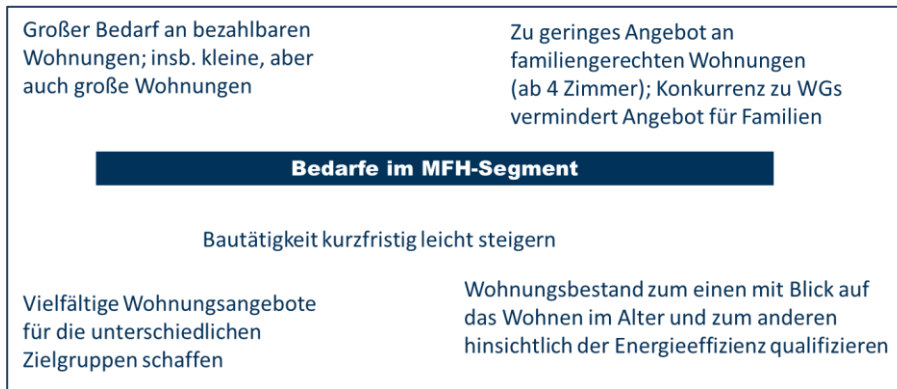 Großer Bedarf an bezahlbaren
Wohnungen; insb. kleine, aber
auch große Wohnungen
Zu geringes Angebot an
familiengerechten Wohnungen
(ab 4 Zimmer); Konkurrenz zu WGs
vermindert Angebot für Familien
Bedarfe im MFH-Segment
Bautätigkeit kurzfristig leicht steigern
Vielfältige Wohnungsangebote
für die unterschiedlichen
Zielgruppen schaffen
Wohnungsbestand zum einen mit Blick auf
das Wohnen im Alter und zum anderen
hinsichtlich der Energieeffizienz qualifizieren